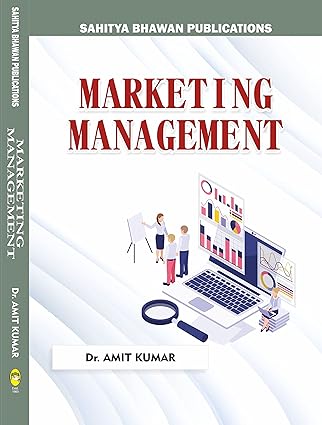 SAHITYA BHAWAN PUBLICATIONS
MARKETING
MANAGEMENT
Dr. AMIT KUMAR
SAHITYA BHAWAN PUBLICATIONS
MARKETING
MANAGEMENT
Dr. AMIT KUMAR